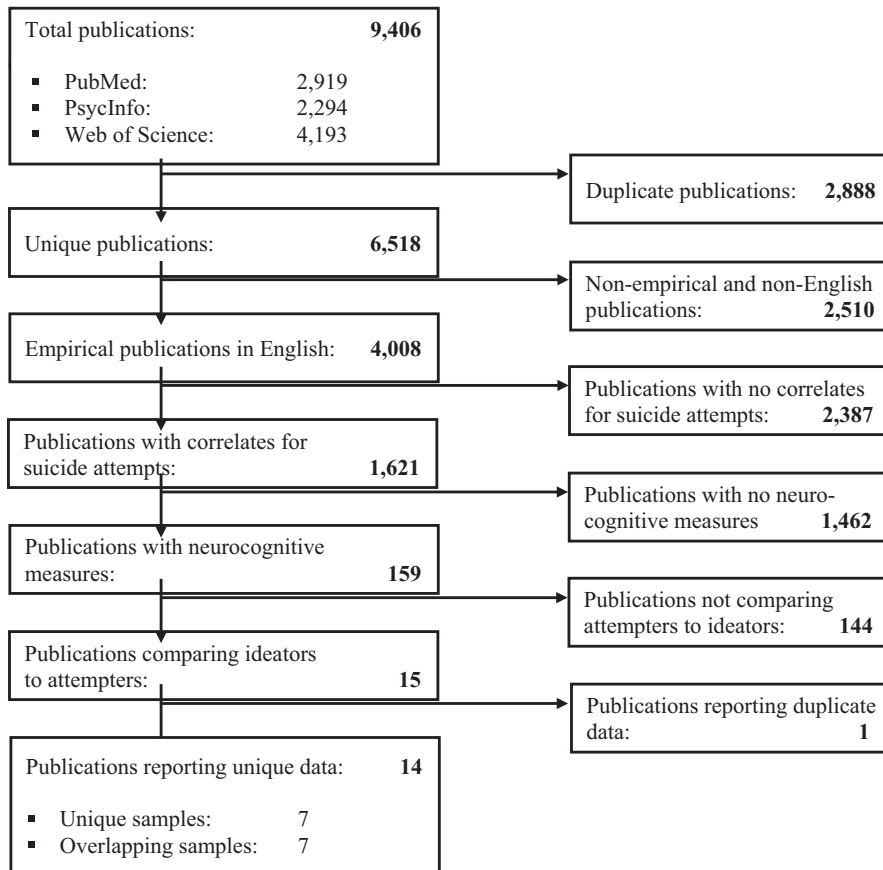 Total publications: 9,406
▪ PubMed: 2,919
▪ PsycInfo: 2,294
▪ Web of Science: 4,193
Duplicate publications: 2,888
Unique publications: 6,518
Non-empirical and non-English
publications: 2,510
Empirical publications in English: 4,008
Publications with no correlates
for suicide attempts: 2,387
Publications with correlates for
suicide attempts: 1,621
Publications with no neuro-
cognitive measures 1,462
Publications with neurocognitive
measures: 159
Publications not comparing
attempters to ideators: 144
Publications comparing ideators
to attempters: 15
Publications reporting duplicate
data: 1
Publications reporting unique data: 14
▪ Unique samples: 7
▪ Overlapping samples: 7